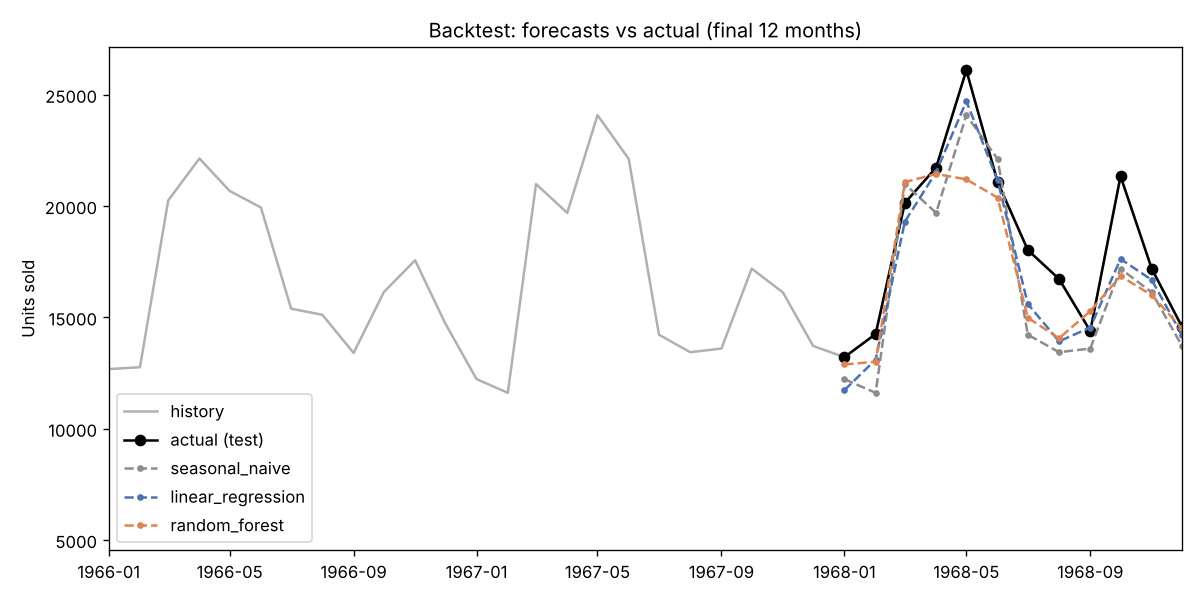 Backtest: forecasts vs actual (final 12 months)
Units sold
25000
20000
15000
10000
5000
history
actual (test)
seasonal_naive
linear_regression
random_forest
1966-01 1966-05 1966-09 1967-01 1967-05 1967-09 1968-01 1968-05 1968-09